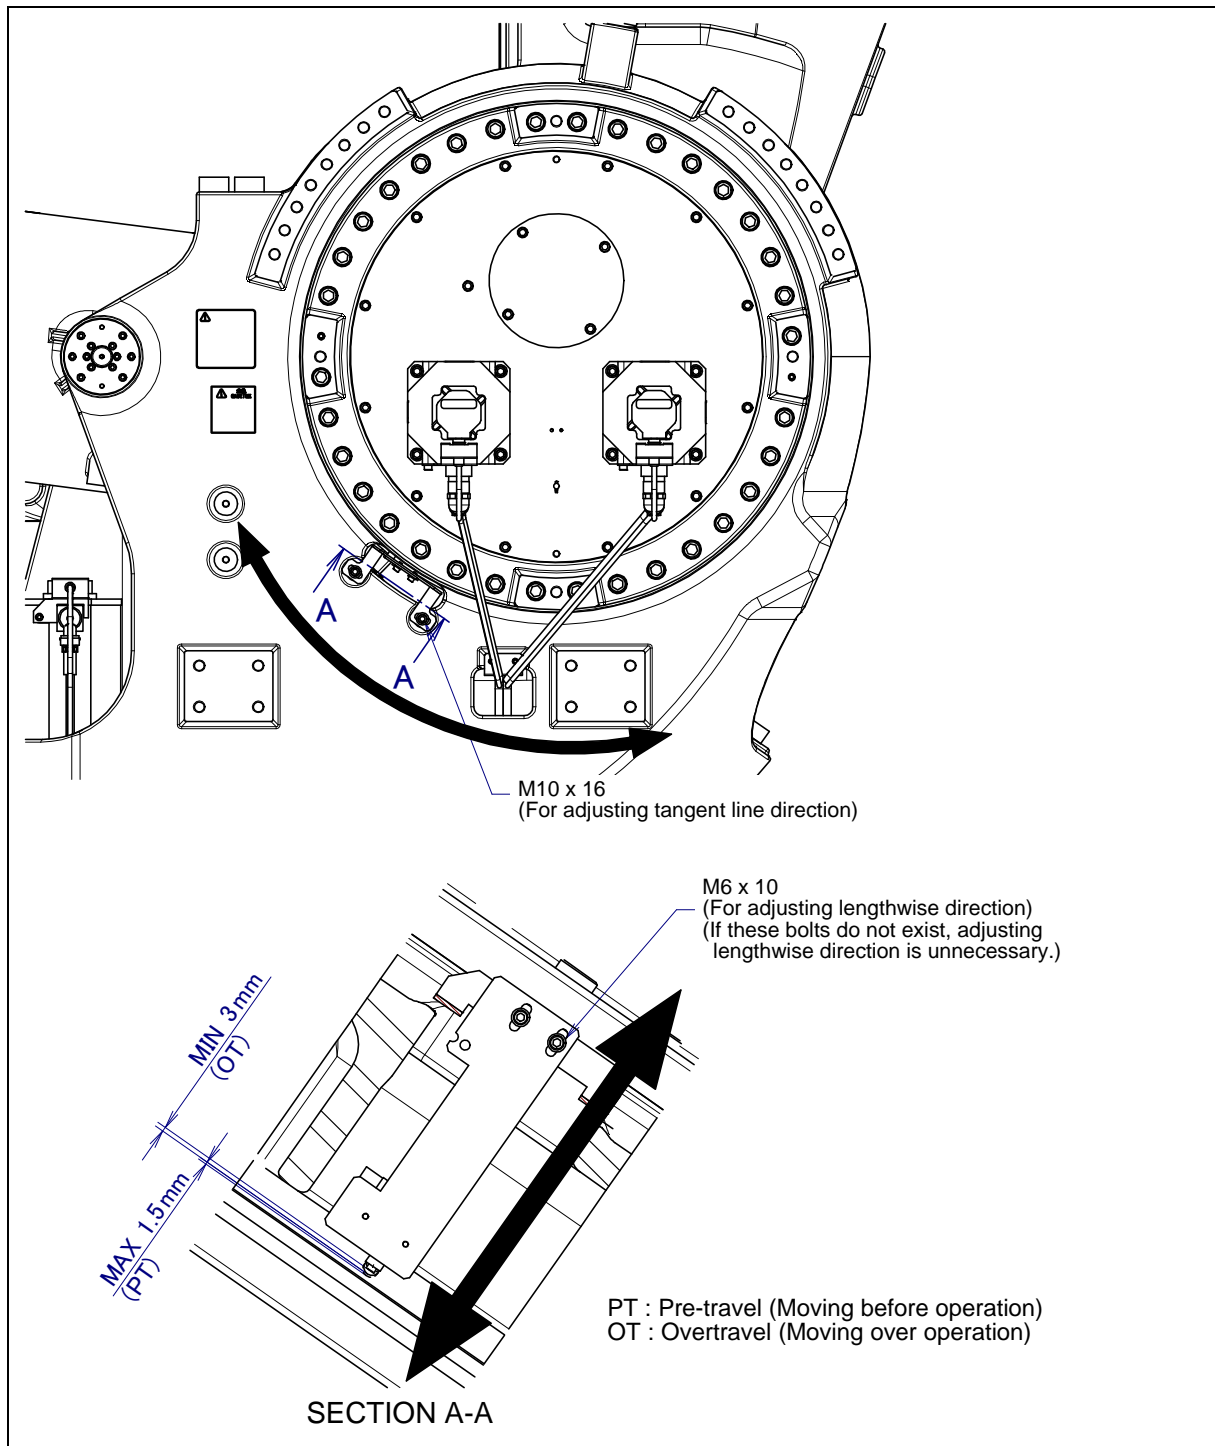 A
A
M10 x 16
(For adjusting tangent line direction)
M6 x 10
(For adjusting lengthwise direction)
(If these bolts do not exist, adjusting
lengthwise direction is unnecessary.)
MIN 3mm
(OT)
MAX 1.5mm
(PT)
PT : Pre-travel (Moving before operation)
OT : Overtravel (Moving over operation)
SECTION A-A